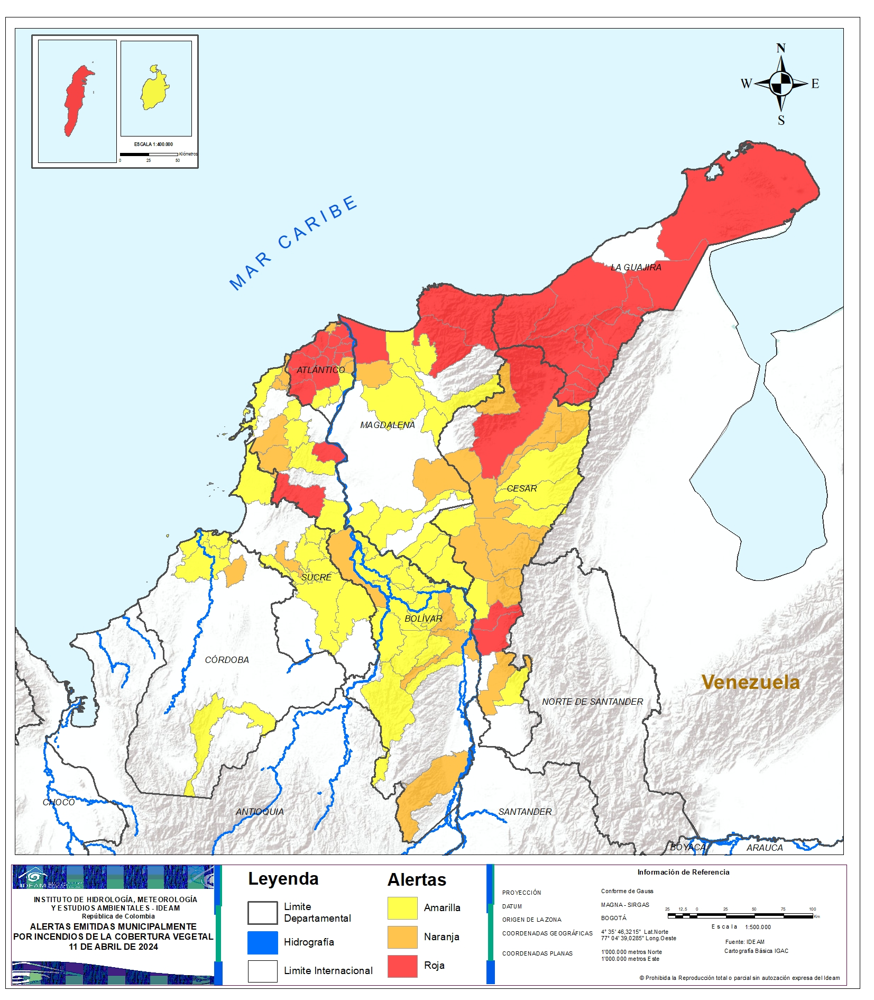 ESCALA 1:400.000
Kilómetros
0 25 50
N
W E
S
MAR CARIBE
LA GUAJIRA
ATLÁNTICO
MAGDALENA
CESAR
SUCRE
BOLÍVAR
CÓRDOBA
Venezuela
NORTE DE SANTANDER
CHOCÓ
ANTIOQUIA
SANTANDER
BOYACÁ
ARAUCA
IDEAM
INSTITUTO DE HIDROLOGÍA, METEOROLOGÍA
Y ESTUDIOS AMBIENTALES - IDEAM
República de Colombia
ALERTAS EMITIDAS MUNICIPALMENTE
POR INCENDIOS DE LA COBERTURA VEGETAL
11 DE ABRIL DE 2024
Leyenda
Limite
Departamental
Hidrografía
Limite Internacional
Alertas
Amarilla
Naranja
Roja
Información de Referencia
PROYECCIÓN Conforme de Gauss
DATUM MAGNA - SIRGAS
ORIGEN DE LA ZONA BOGOTÁ
COORDENADAS GEOGRÁFICAS 4° 35' 46,3215" Lat.Norte
77° 04' 39,0285" Long.Oeste
COORDENADAS PLANAS 1'000.000 metros Norte
1'000.000 metros Este
25 12,5 0 25 50 75 100
Km
Escala 1:500.000
Fuente: IDEAM
Cartografía Básica IGAC
© Prohibida la Reproducción total o parcial sin autozación expresa del Ideam